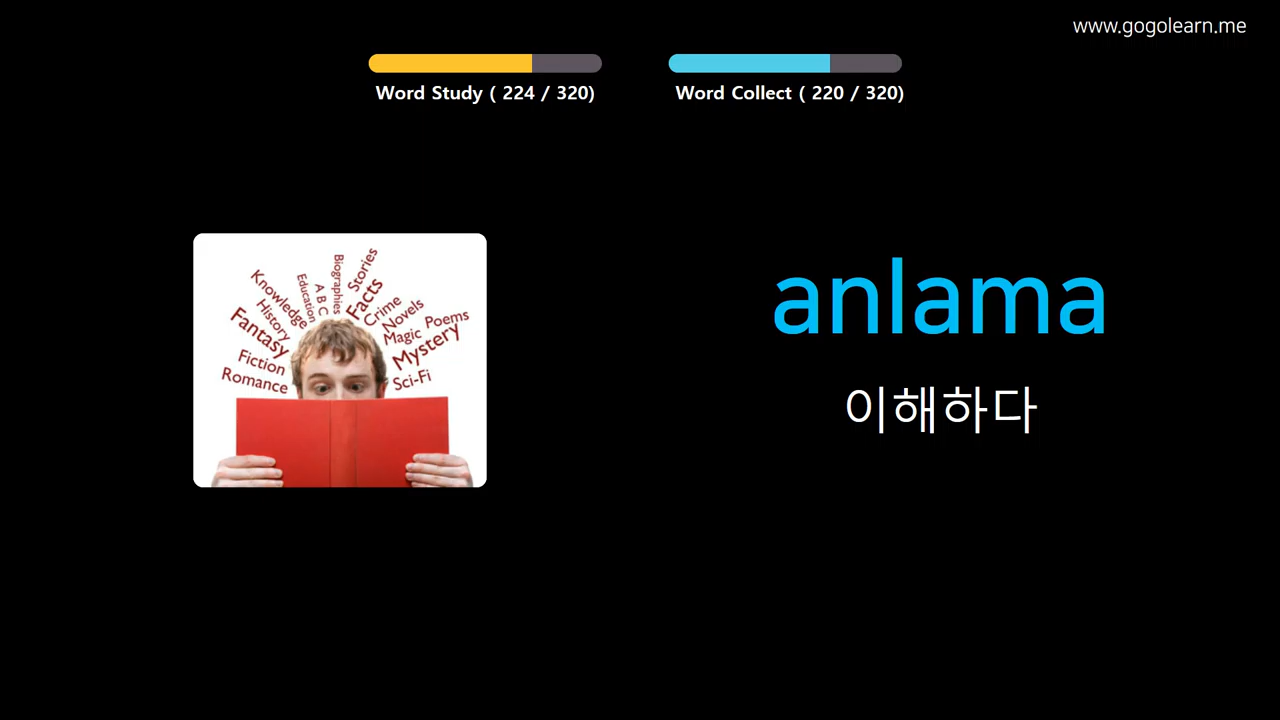 www.gogolearn.me
Word Study ( 224 / 320)
Word Collect ( 220 / 320)
Knowledge
History
Fantasy
Fiction
Romance
Education
A B C
Biographies
Stories
Facts
Crime
Novels
Magic
Poems
Mystery
Sci-Fi
anlama
이해하다